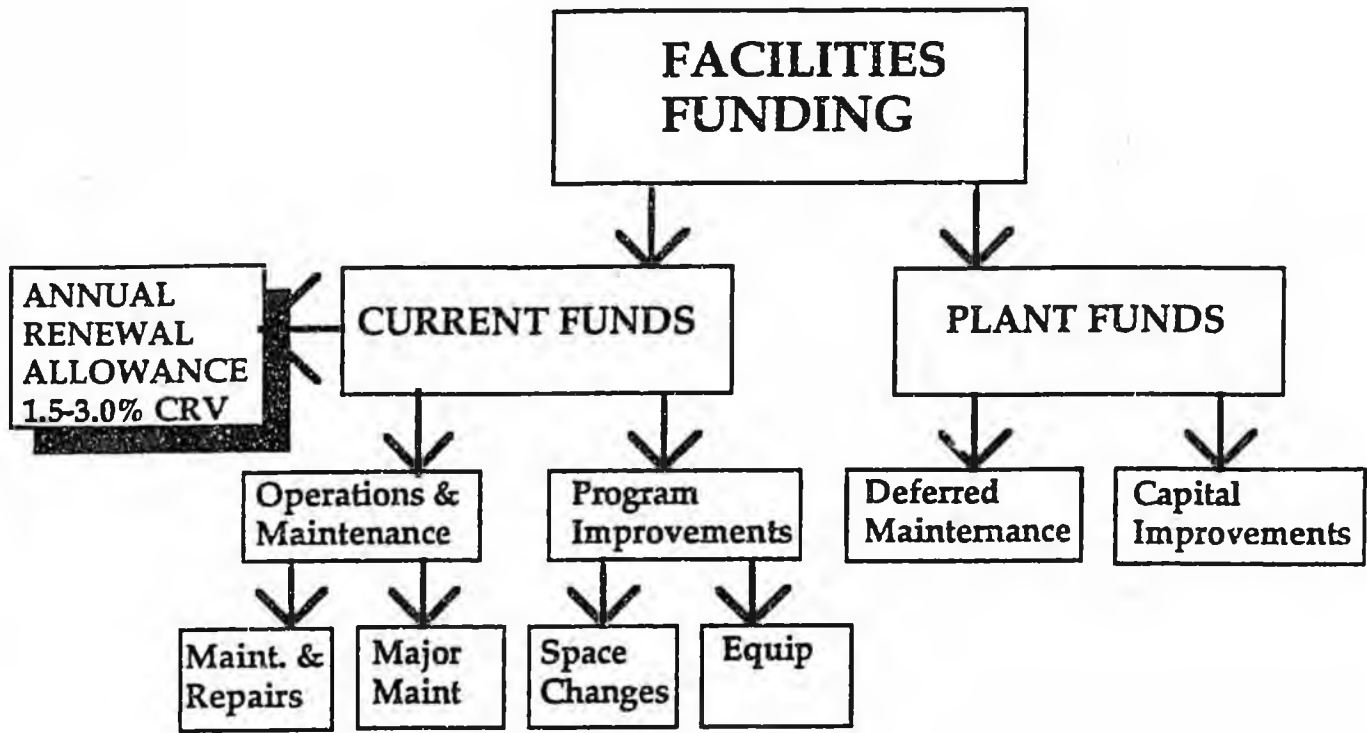 FACILITIES
FUNDING
ANNUAL
RENEWAL
ALLOWANCE
1.5-3.0% CRV
CURRENT FUNDS
PLANT FUNDS
Operations &
Maintenance
Program
Improvements
Deferred
Mainternance
Capital
Improvements
Maint. &
Repairs
Major
Maint
Space
Changes
Equip